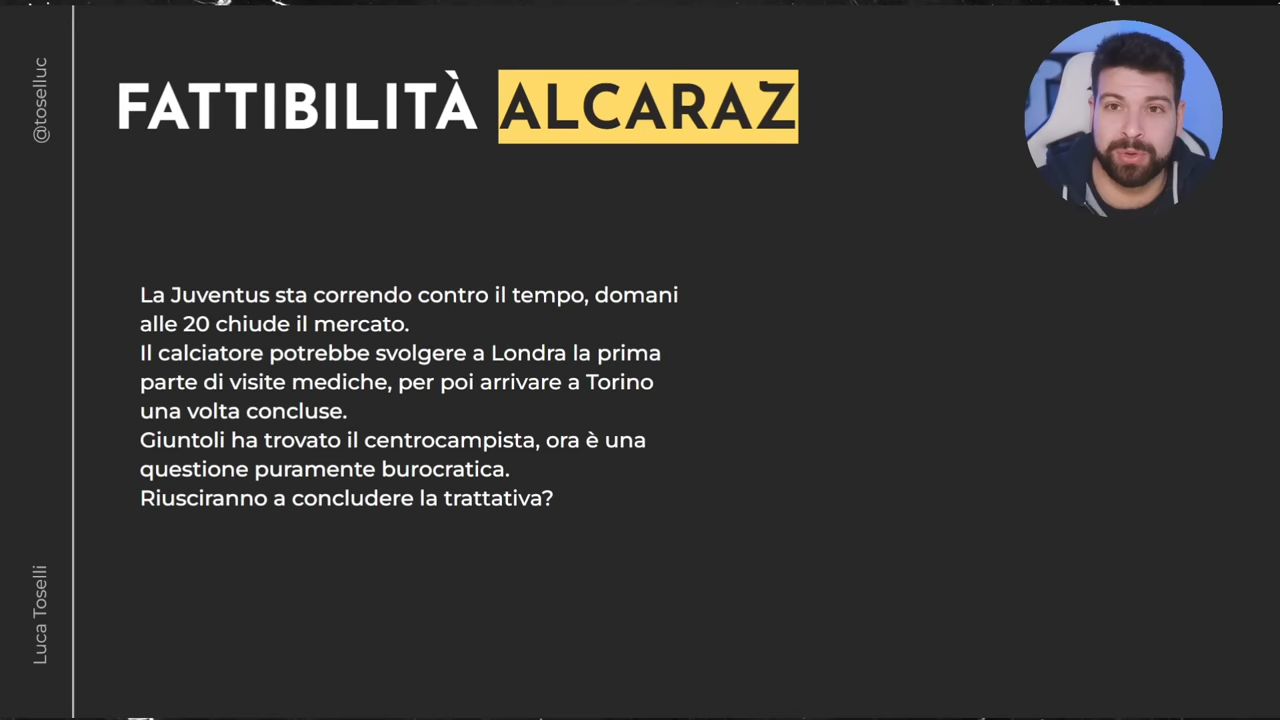 @toselluc
FATTIBILITÀ ALCARAZ
La Juventus sta correndo contro il tempo, domani
alle 20 chiude il mercato.
Il calciatore potrebbe svolgere a Londra la prima
parte di visite mediche, per poi arrivare a Torino
una volta concluse.
Giuntoli ha trovato il centrocampista, ora è una
questione puramente burocratica.
Riusciranno a concludere la trattativa?
Luca Toselli